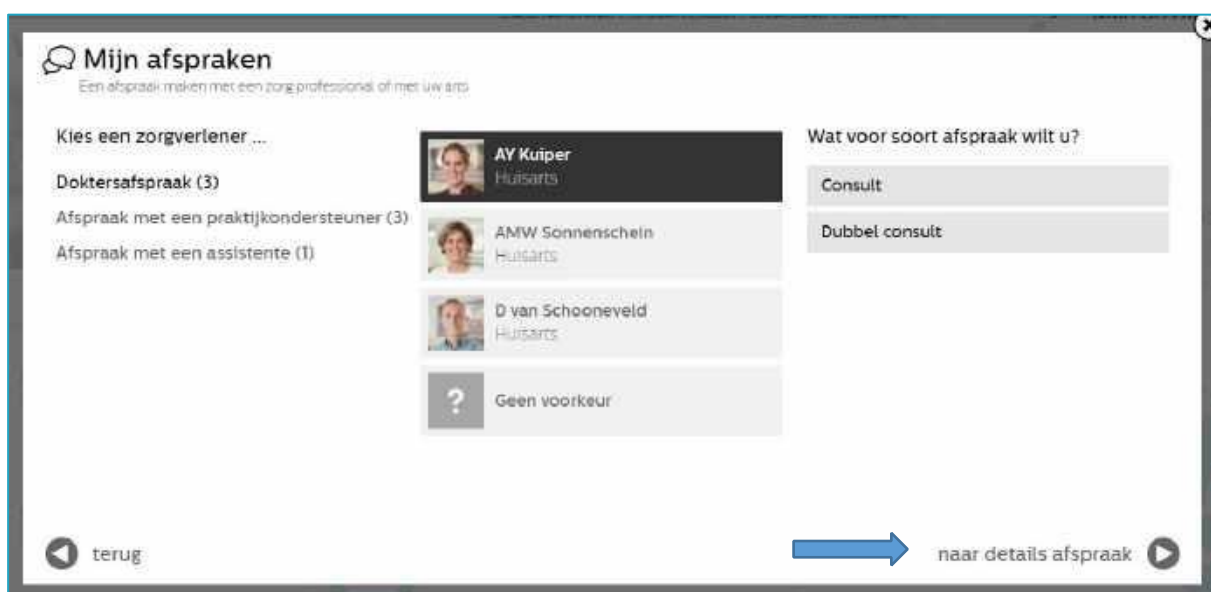 Mijn afspraken
Een afspraak maken met een zorg professional of met uw arts
Kies een zorgverlener ...
Doktersafspraak (3)
Afspraak met een praktijkondersteuner (3)
Afspraak met een assistente (1)
AY Kuiper
Huisarts
AMW Sonnenschein
Huisarts
D van Schooneveld
Huisarts
?
Geen voorkeur
Wat voor soort afspraak wilt u?
Consult
Dubbel consult
terug
naar details afspraak